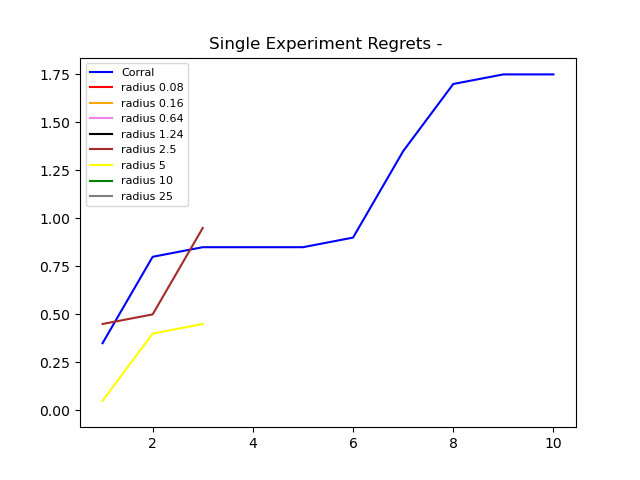 Single Experiment Regrets -
Corral
radius 0.08
radius 0.16
radius 0.64
radius 1.24
radius 2.5
radius 5
radius 10
radius 25
1.75
1.50
1.25
1.00
0.75
0.50
0.25
0.00
2 4 6 8 10